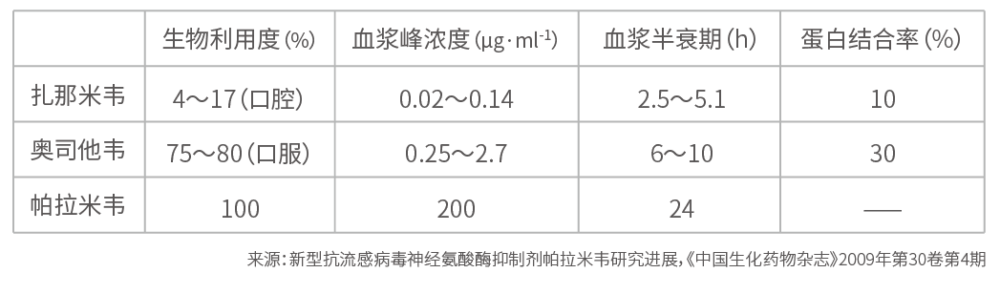 生物利用度(%) 血浆峰浓度(μg·ml-1) 血浆半衰期(h) 蛋白结合率(%)
扎那米韦 4～17(口腔) 0.02～0.14 2.5～5.1 10
奥司他韦 75～80(口服) 0.25～2.7 6～10 30
帕拉米韦 100 200 24 ——
来源：新型抗流感病毒神经氨酸酶抑制剂帕拉米韦研究进展，《中国生化药物杂志》2009年第30卷第4期